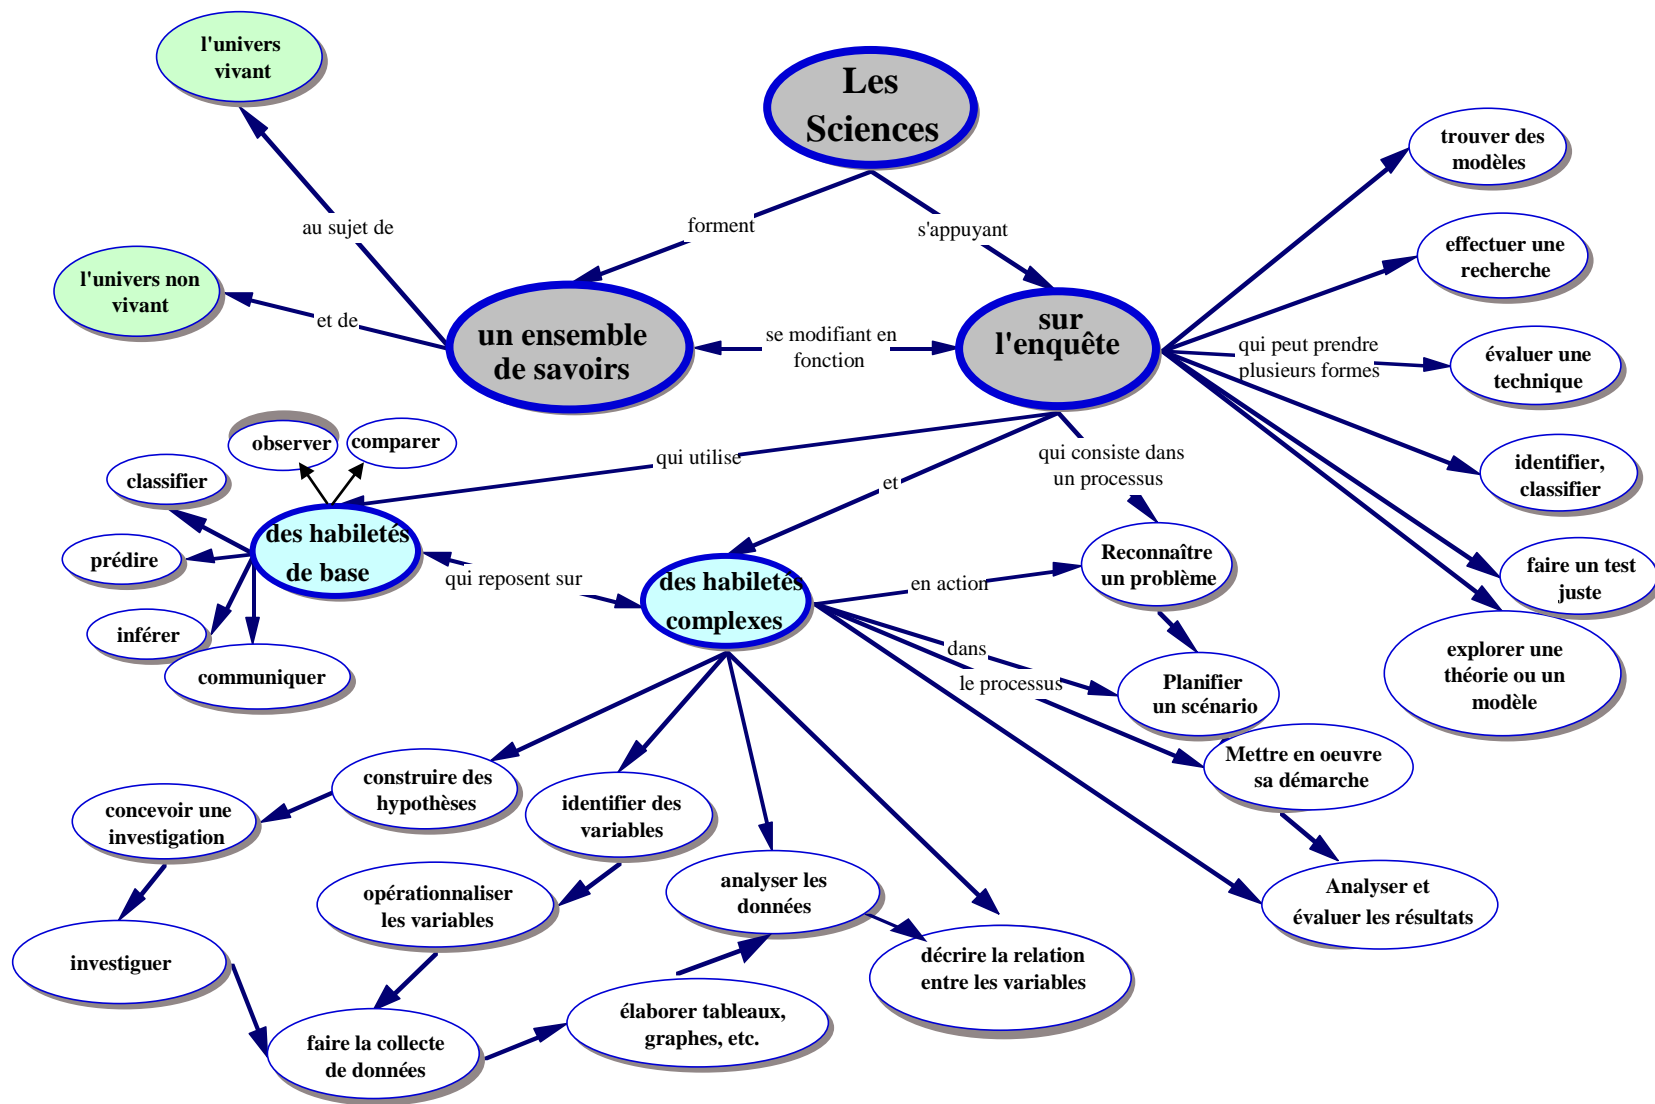 l'univers
vivant
Les
Sciences
trouver des
modèles
au sujet de
forment
s'appuyant
effectuer une
recherche
l'univers non
vivant
et de
un ensemble
de savoirs
se modifiant en
fonction
sur
l'enquête
qui peut prendre
plusieurs formes
évaluer une
technique
observer
comparer
classifier
qui utilise
et
qui consiste dans
un processus
identifier,
classifier
prédire
des habiletés
de base
qui reposent sur
des habiletés
complexes
en action
Reconnaître
un problème
faire un test
juste
inférer
communiquer
dans
le processus
Planifier
un scénario
explorer une
théorie ou un
modèle
Mettre en oeuvre
sa démarche
construire des
hypothèses
identifier des
variables
concevoir une
investigation
opérationnaliser
les variables
analyser les
données
Analyser et
évaluer les résultats
investiguer
décrire la relation
entre les variables
faire la collecte
de données
élaborer tableaux,
graphes, etc.